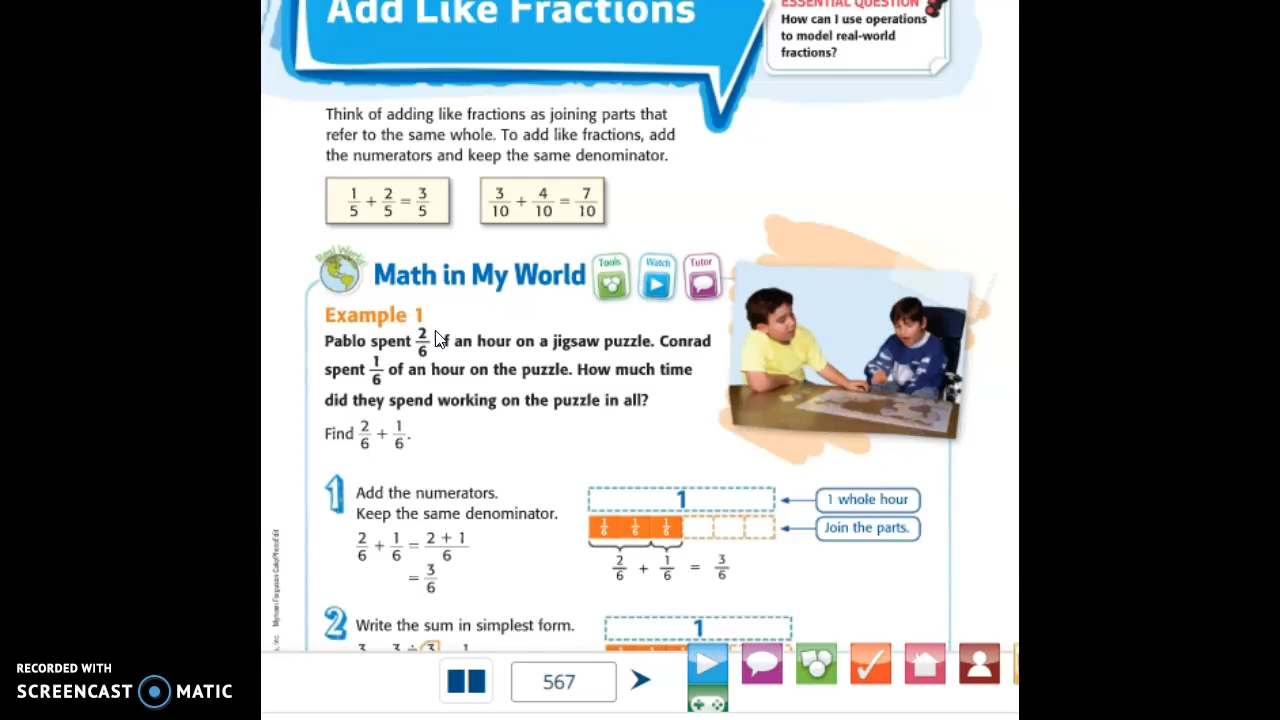 Add Like Fractions
ESSENTIAL QUESTION
How can I use operations
to model real-world
fractions?
Think of adding like fractions as joining parts that
refer to the same whole. To add like fractions, add
the numerators and keep the same denominator.
1/5 + 2/5 = 3/5
3/10 + 4/10 = 7/10
Real World
Math in My World
Tools
Watch
Tutor
Example 1
Pablo spent 2/6 of an hour on a jigsaw puzzle. Conrad
spent 1/6 of an hour on the puzzle. How much time
did they spend working on the puzzle in all?
Find 2/6 + 1/6.
1 Add the numerators.
Keep the same denominator.
2/6 + 1/6 = 2 + 1/6
= 3/6
1
1 whole hour
1/6 1/6 1/6
Join the parts.
2/6 + 1/6 = 3/6
2 Write the sum in simplest form.
1
567
RECORDED WITH
SCREENCAST MATIC